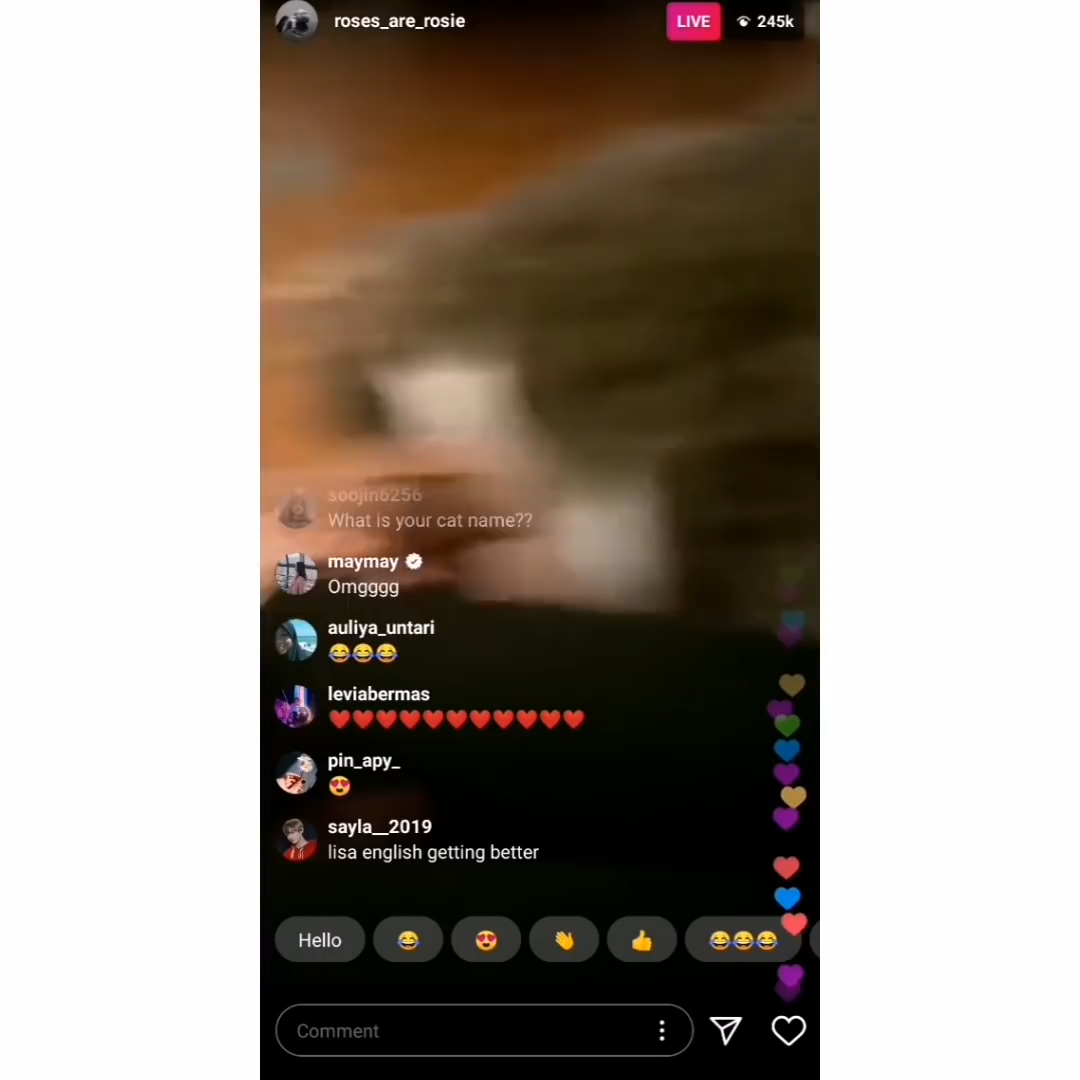 roses_are_rosie
LIVE
245k
soojin6256
What is your cat name??
maymay
Omgggg
auliya_untari
😂😂😂
leviabermas
❤️❤️❤️❤️❤️❤️❤️❤️❤️❤️❤️
pin_apy_
😍
sayla__2019
lisa english getting better
Hello 😂 😍 👋 👍 😂😂😂
Comment